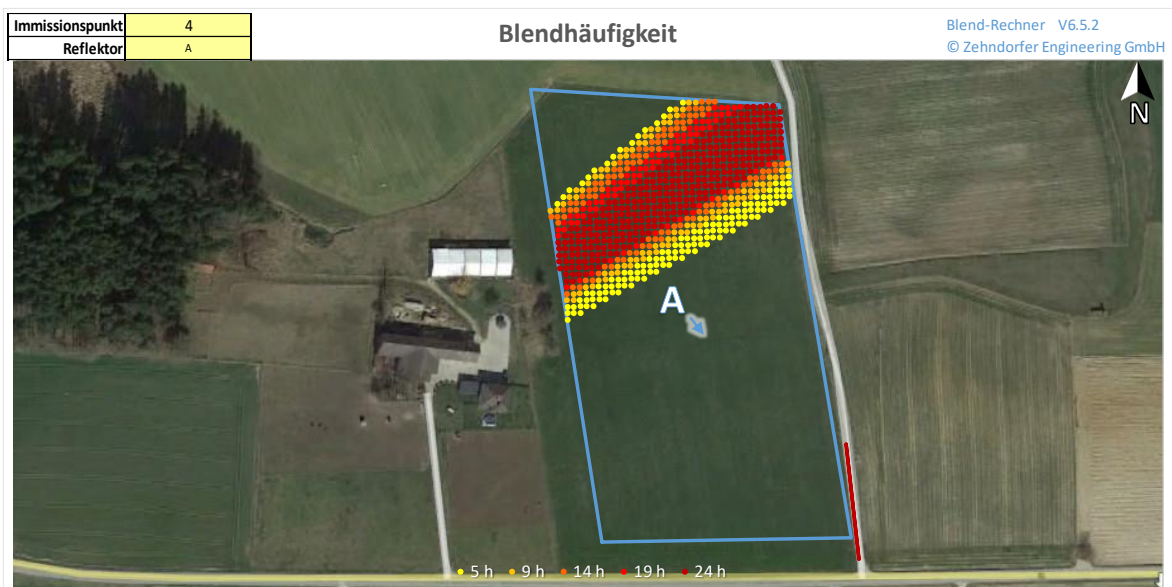 Immissionspunkt 4
Reflektor A
Blendhäufigkeit
Blend-Rechner V6.5.2
© Zehndorfer Engineering GmbH
N
A
5 h 9 h 14 h 19 h 24 h